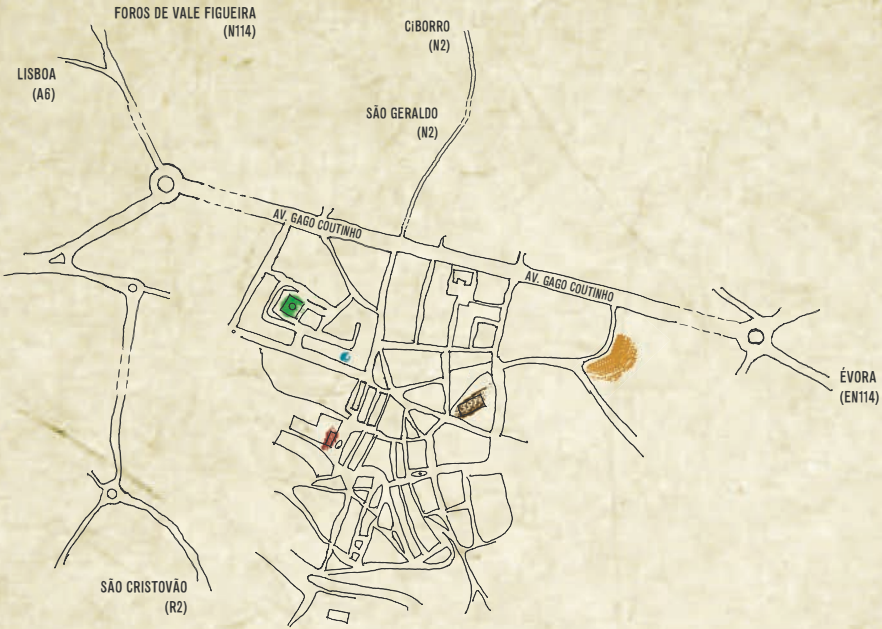 FOROS DE VALE FIGUEIRA
(N114)
CiBORRO
(N2)
LISBOA
(A6)
SÃO GERALDO
(N2)
AV. GAGO COUTINHO
AV. GAGO COUTINHO
ÉVORA
(EN114)
SÃO CRISTOVÃO
(R2)